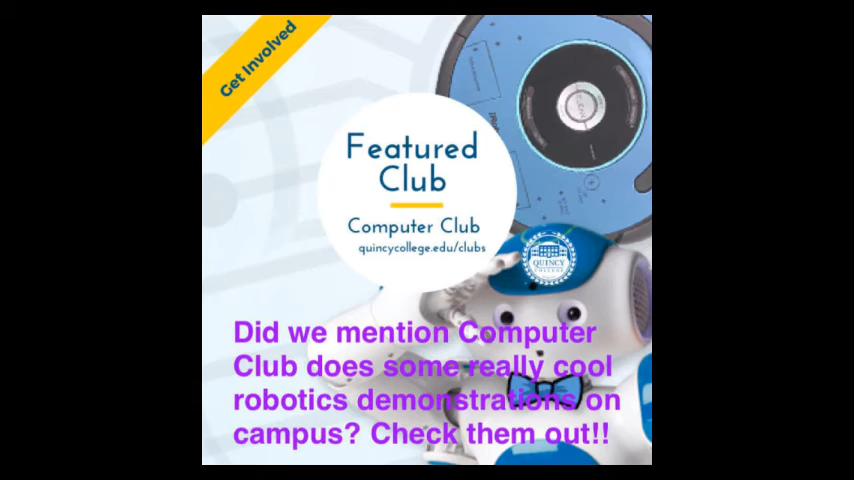 Get Involved
Featured
Club
Computer Club
quincycollege.edu/clubs
QUINCY
COLLEGE
Did we mention Computer
Club does some really cool
robotics demonstrations on
campus? Check them out!!